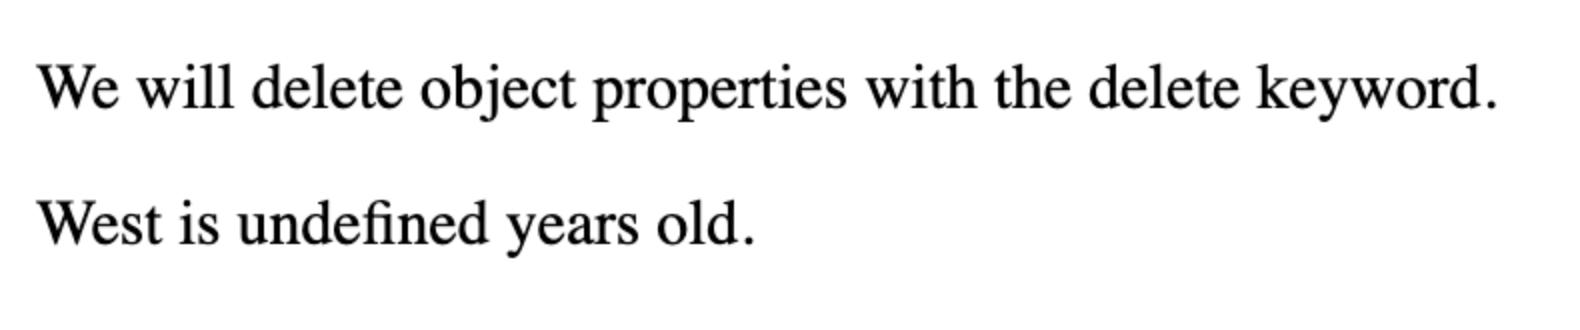 We will delete object properties with the delete keyword.
West is undefined years old.